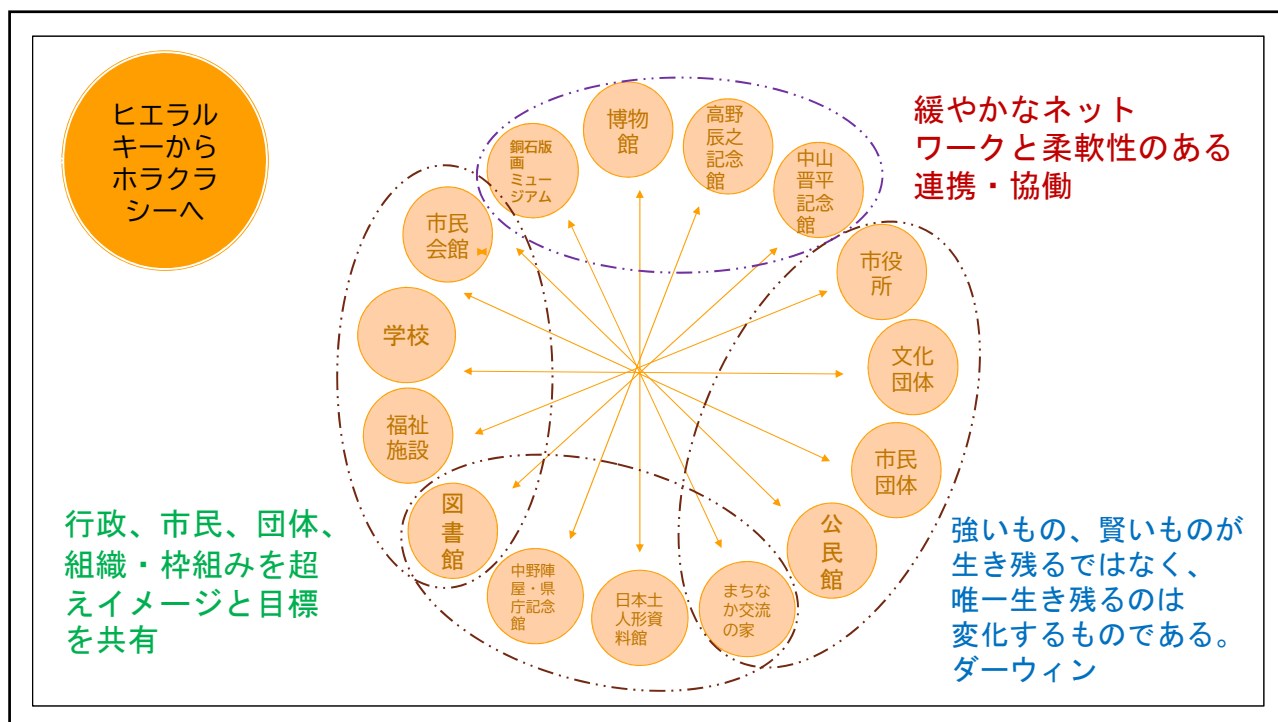 ヒエラル
キーから
ホラクラ
シーへ
緩やかなネット
ワークと柔軟性のある
連携・協働
博物
館
高野
辰之
記念
館
銅石版
画
ミュー
ジアム
中山
晋平
記念
館
市民
会館
市役
所
学校
文化
団体
福祉
施設
市民
団体
図
書
館
公
民
館
中野陣
屋・県
庁記念
館
日本土
人形資
料館
まちな
か交流
の家
行政、市民、団体、
組織・枠組みを超
えイメージと目標
を共有
強いもの、賢いものが
生き残るではなく、
唯一生き残るのは
変化するものである。
ダーウィン